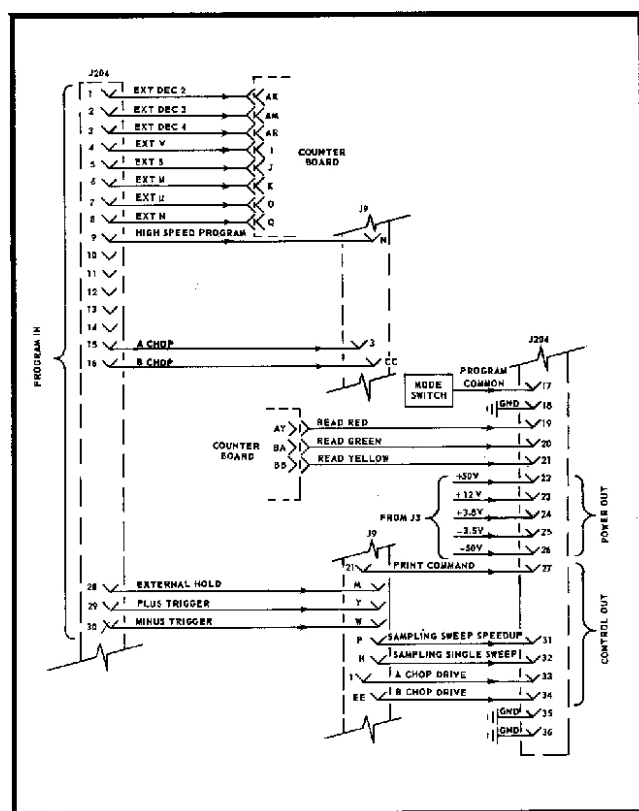 J204
1 EXT DEC 2 AK
2 EXT DEC 3 AM
3 EXT DEC 4 AR
4 EXT V I
5 EXT S J
6 EXT M K
7 EXT μ O
8 EXT N Q
COUNTER
BOARD
J9
9 HIGH SPEED PROGRAM N
10
11
12
13
14
15 A CHOP 3
16 B CHOP CC
PROGRAM IN
J204
MODE
SWITCH
PROGRAM
COMMON 17
GND 18
COUNTER
BOARD
AY READ RED 19
BA READ GREEN 20
BB READ YELLOW 21
FROM J3
+50V 22
+12V 23
+3.8V 24
-3.5V 25
-50V 26
POWER OUT
J9
21 PRINT COMMAND 27
28 EXTERNAL HOLD M
29 PLUS TRIGGER Y
30 MINUS TRIGGER W
P SAMPLING SWEEP SPEEDUP 31
H SAMPLING SINGLE SWEEP 32
1 A CHOP DRIVE 33
EE B CHOP DRIVE 34
CONTROL OUT
GND 35
GND 36